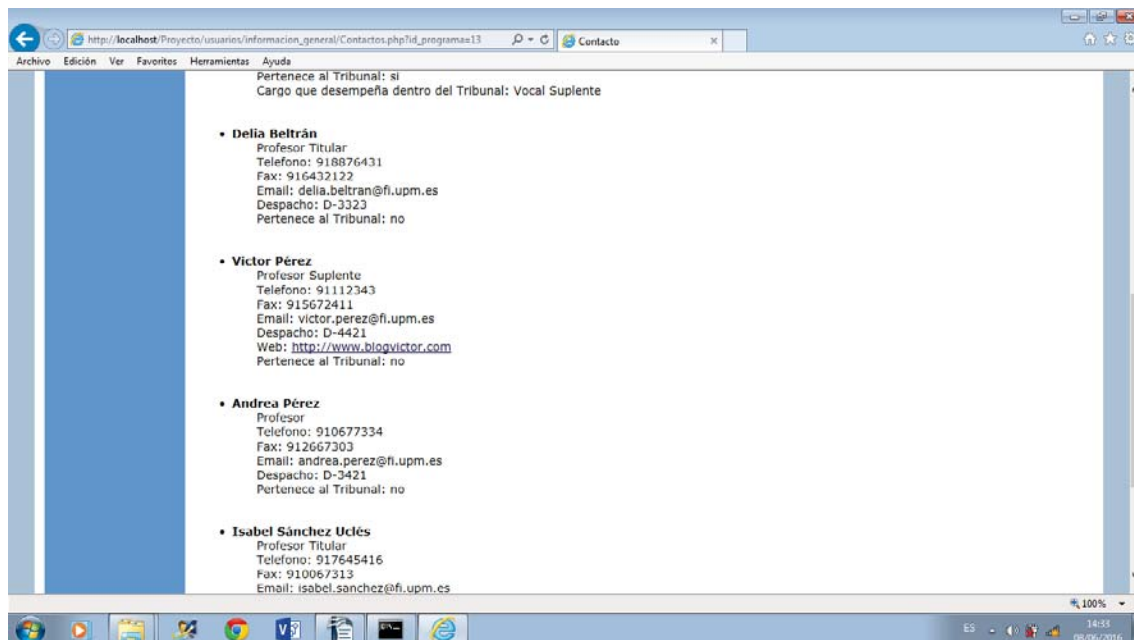 http://localhost/Proyecto/usuarios/informacion_general/Contactos.php?id_programa=13
Contacto
Archivo Edición Ver Favoritos Herramientas Ayuda
Pertenece al Tribunal: si
Cargo que desempeña dentro del Tribunal: Vocal Suplente
• Delia Beltrán
Profesor Titular
Telefono: 918876431
Fax: 916432122
Email: delia.beltran@fi.upm.es
Despacho: D-3323
Pertenece al Tribunal: no
• Victor Pérez
Profesor Suplente
Telefono: 91112343
Fax: 915672411
Email: victor.perez@fi.upm.es
Despacho: D-4421
Web: http://www.blogvictor.com
Pertenece al Tribunal: no
• Andrea Pérez
Profesor
Telefono: 910677334
Fax: 912667303
Email: andrea.perez@fi.upm.es
Despacho: D-3421
Pertenece al Tribunal: no
• Isabel Sánchez Uclés
Profesor Titular
Telefono: 917645416
Fax: 910067313
Email: isabel.sanchez@fi.upm.es
100%
ES
14:33
08/06/2016